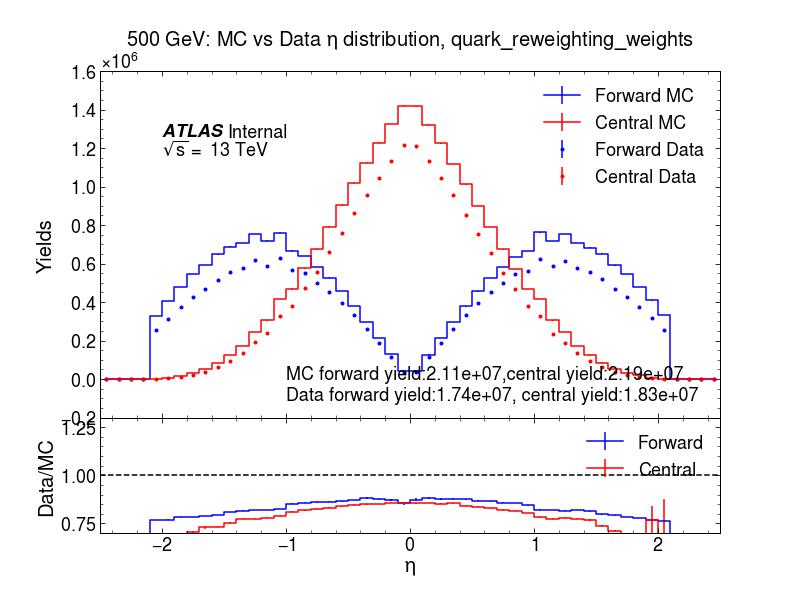 500 GeV: MC vs Data η distribution, quark_reweighting_weights
×10⁶
1.6
1.4
1.2
1.0
0.8
0.6
0.4
0.2
0.0
0.2
Yields
ATLAS Internal
√s = 13 TeV
Forward MC
Central MC
Forward Data
Central Data
MC forward yield:2.11e+07,central yield:2.19e+07
Data forward yield:1.74e+07, central yield:1.83e+07
1.25
1.00
0.75
Data/MC
Forward
Central
−2 −1 0 1 2
η